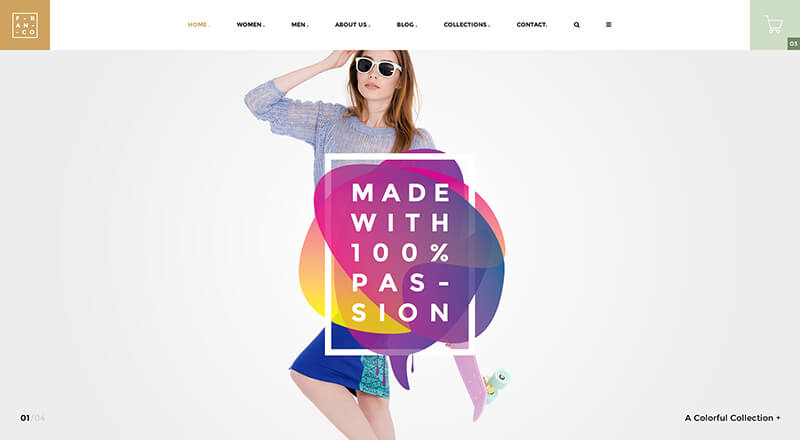 F-R
AN-
-CO
HOME.
WOMEN.
MEN.
ABOUT US.
BLOG.
COLLECTIONS.
CONTACT.
03
MADE
WITH
100%
PAS-
SION
01/04
A Colorful Collection +